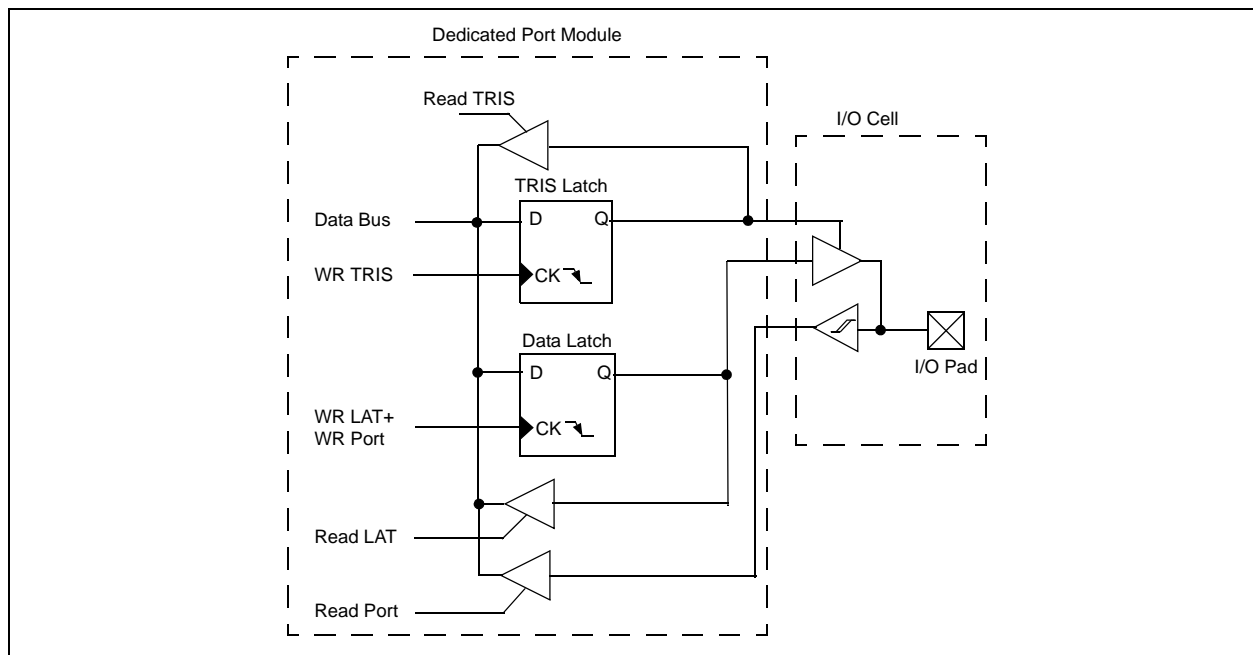 Dedicated Port Module
Read TRIS
I/O Cell
TRIS Latch
Data Bus
D
Q
WR TRIS
CK
Data Latch
I/O Pad
D
Q
WR LAT+
WR Port
CK
Read LAT
Read Port